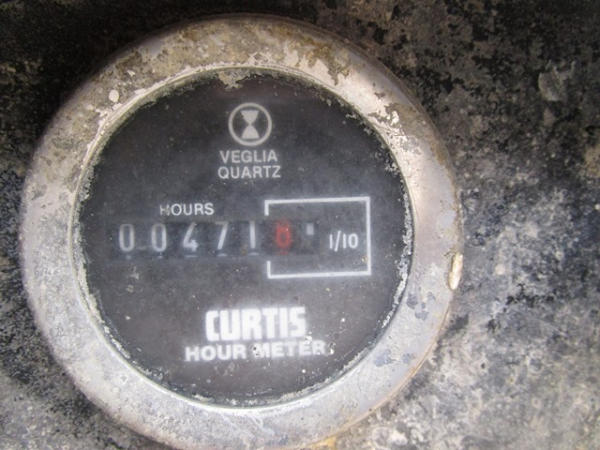 VEGLIA
QUARTZ
HOURS
00471 1/10
CURTIS
HOUR METER